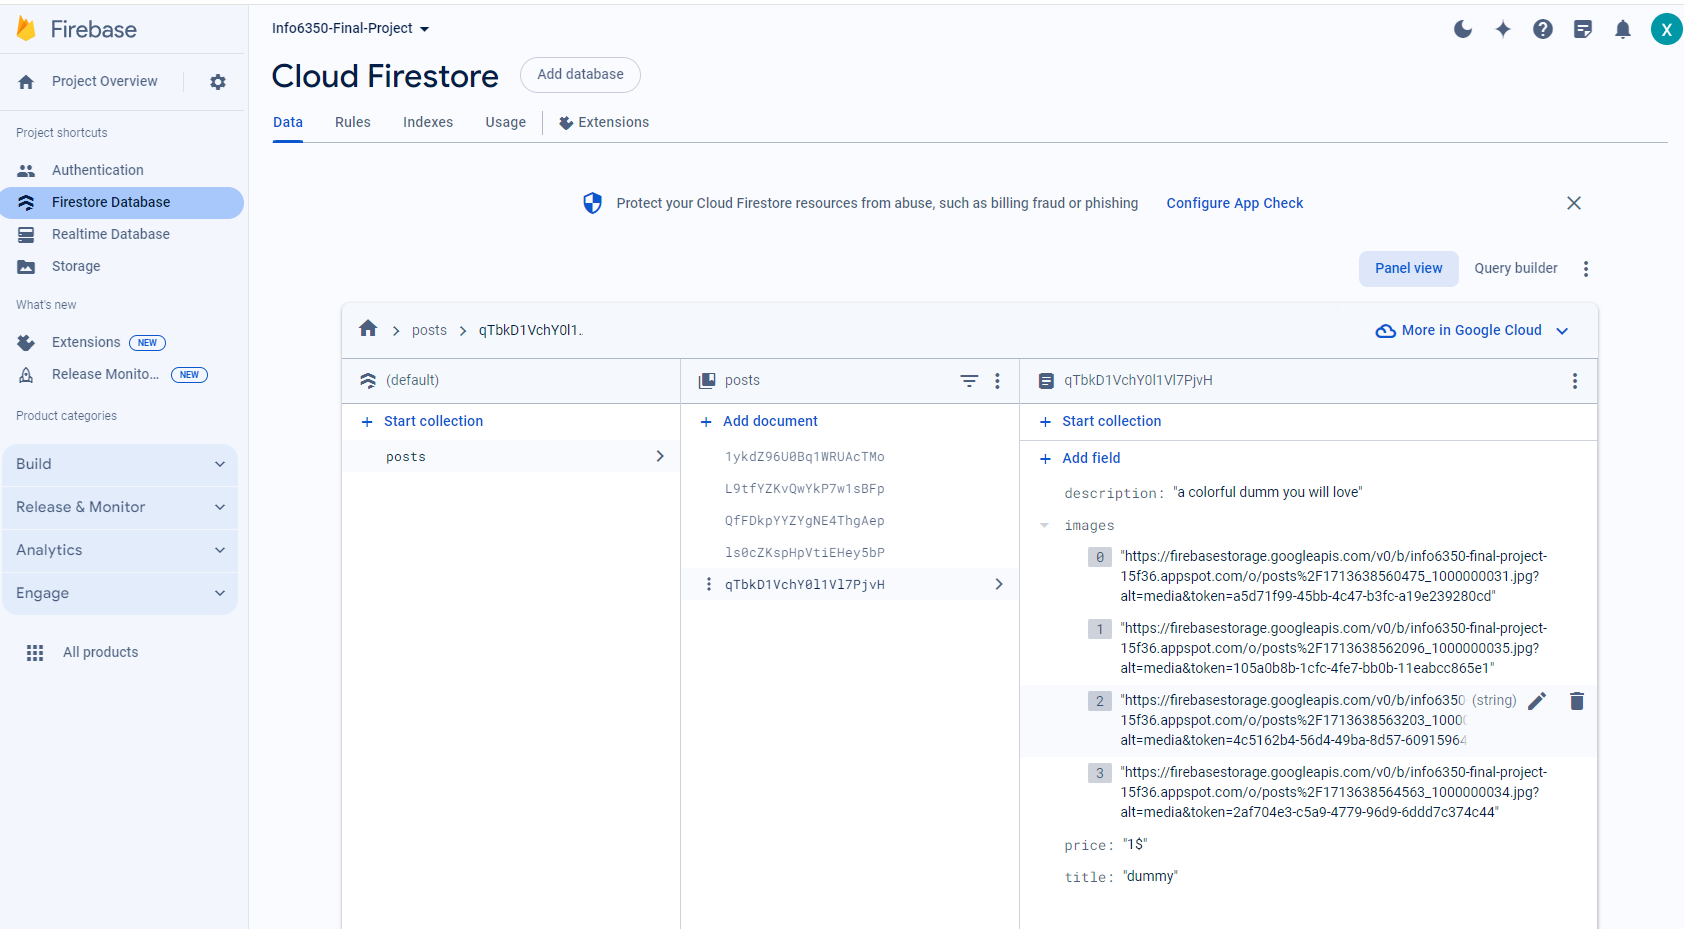 Firebase
Info6350-Final-Project
X
Project Overview
Cloud Firestore
Add database
Data
Rules
Indexes
Usage
Extensions
Project shortcuts
Authentication
Firestore Database
Realtime Database
Storage
What's new
Extensions NEW
Release Monito... NEW
Product categories
Build
Release & Monitor
Analytics
Engage
All products
Protect your Cloud Firestore resources from abuse, such as billing fraud or phishing
Configure App Check
Panel view
Query builder
posts
qTbkD1VchY0l1..
More in Google Cloud
(default)
+ Start collection
posts
posts
+ Add document
1ykdZ96U0Bq1WRUAcTMo
L9tfYZKvQwYkP7w1sBFp
QfFDkpYYZYgNE4ThgAep
ls0cZKspHpVtiEHey5bP
qTbkD1VchY0l1Vl7PjvH
qTbkD1VchY0l1Vl7PjvH
+ Start collection
+ Add field
description: "a colorful dumm you will love"
images
0 "https://firebasestorage.googleapis.com/v0/b/info6350-final-project-
15f36.appspot.com/o/posts%2F1713638560475_1000000031.jpg?
alt=media&token=a5d71f99-45bb-4c47-b3fc-a19e239280cd"
1 "https://firebasestorage.googleapis.com/v0/b/info6350-final-project-
15f36.appspot.com/o/posts%2F1713638562096_1000000035.jpg?
alt=media&token=105a0b8b-1cfc-4fe7-bb0b-11eabcc865e1"
2 "https://firebasestorage.googleapis.com/v0/b/info6350 (string)
15f36.appspot.com/o/posts%2F1713638563203_1000
alt=media&token=4c5162b4-56d4-49ba-8d57-60915964
3 "https://firebasestorage.googleapis.com/v0/b/info6350-final-project-
15f36.appspot.com/o/posts%2F1713638564563_1000000034.jpg?
alt=media&token=2af704e3-c5a9-4779-96d9-6ddd7c374c44"
price: "1$"
title: "dummy"